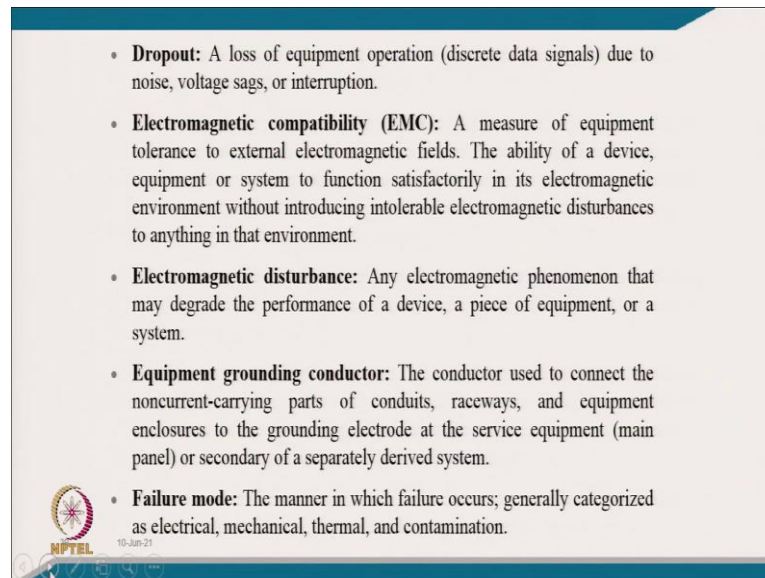 • Dropout: A loss of equipment operation (discrete data signals) due to
noise, voltage sags, or interruption.
• Electromagnetic compatibility (EMC): A measure of equipment
tolerance to external electromagnetic fields. The ability of a device,
equipment or system to function satisfactorily in its electromagnetic
environment without introducing intolerable electromagnetic disturbances
to anything in that environment.
• Electromagnetic disturbance: Any electromagnetic phenomenon that
may degrade the performance of a device, a piece of equipment, or a
system.
• Equipment grounding conductor: The conductor used to connect the
noncurrent-carrying parts of conduits, raceways, and equipment
enclosures to the grounding electrode at the service equipment (main
panel) or secondary of a separately derived system.
• Failure mode: The manner in which failure occurs; generally categorized
as electrical, mechanical, thermal, and contamination.
NPTEL
10-Jun-21